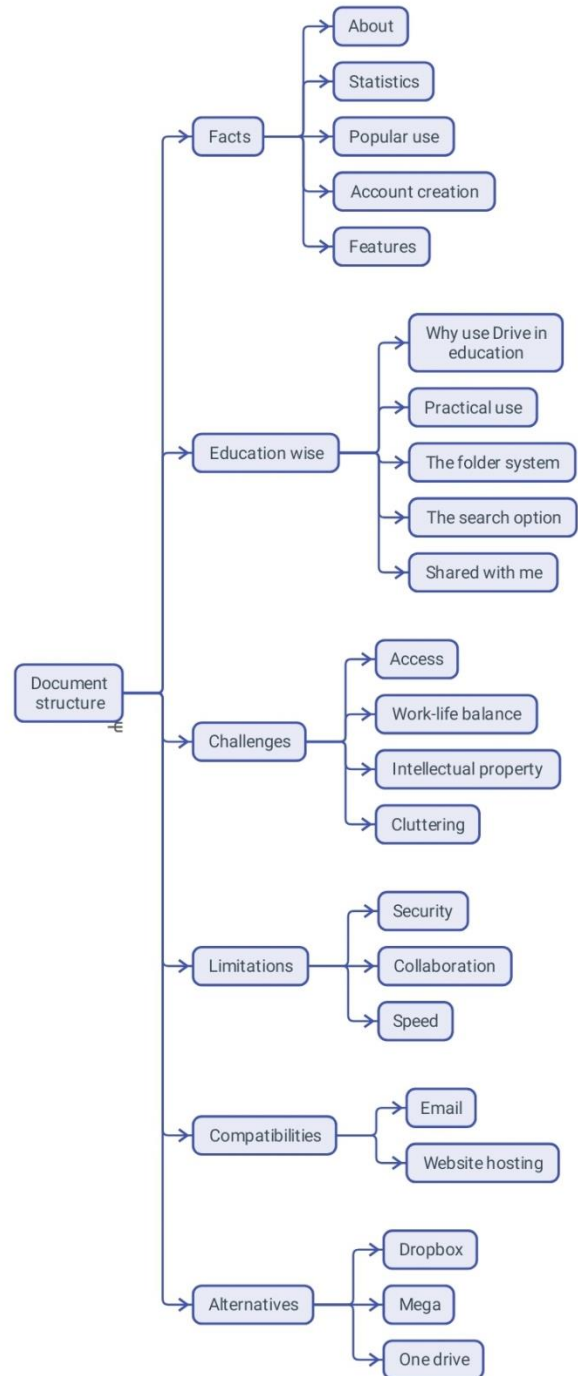 Document
structure
Facts
About
Statistics
Popular use
Account creation
Features
Education wise
Why use Drive in
education
Practical use
The folder system
The search option
Shared with me
Challenges
Access
Work-life balance
Intellectual property
Cluttering
Limitations
Security
Collaboration
Speed
Compatibilities
Email
Website hosting
Alternatives
Dropbox
Mega
One drive